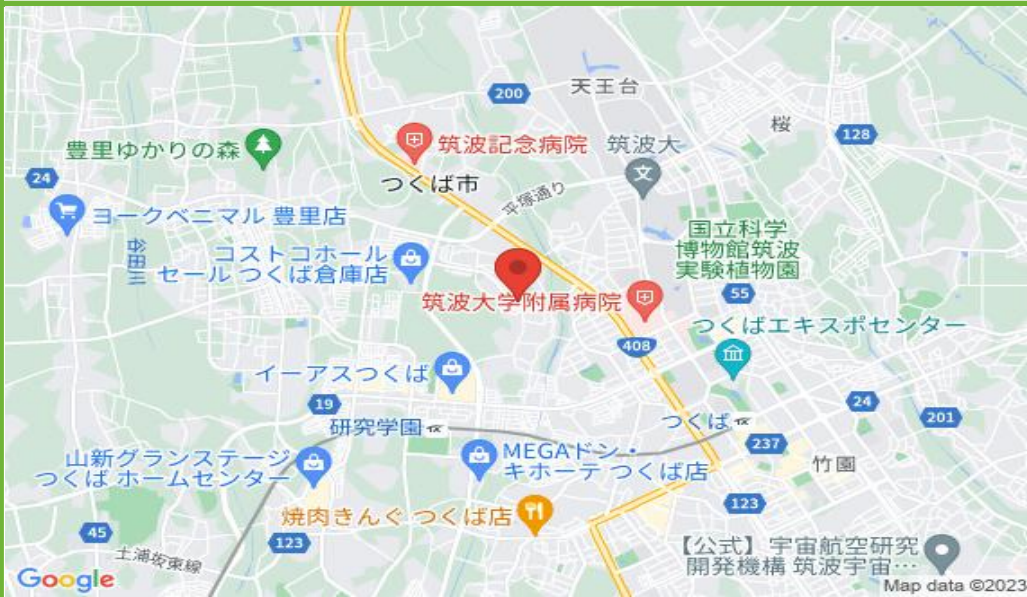 200
天王台
桜
128
豊里ゆかりの森
筑波記念病院
筑波大
24
つくば市
平塚通り
ヨークベニマル 豊里店
谷田川
コストコホール
セール つくば倉庫店
国立科学
博物館筑波
実験植物園
筑波大学附属病院
55
つくばエキスポセンター
408
イーアスつくば
19
24
研究学園
つくば
201
237
山新グランステージ
つくば ホームセンター
MEGAドン・
キホーテ つくば店
竹園
123
焼肉きんぐ つくば店
45
123
土浦坂東線
【公式】宇宙航空研究
開発機構 筑波宇宙…
Google
Map data ©2023